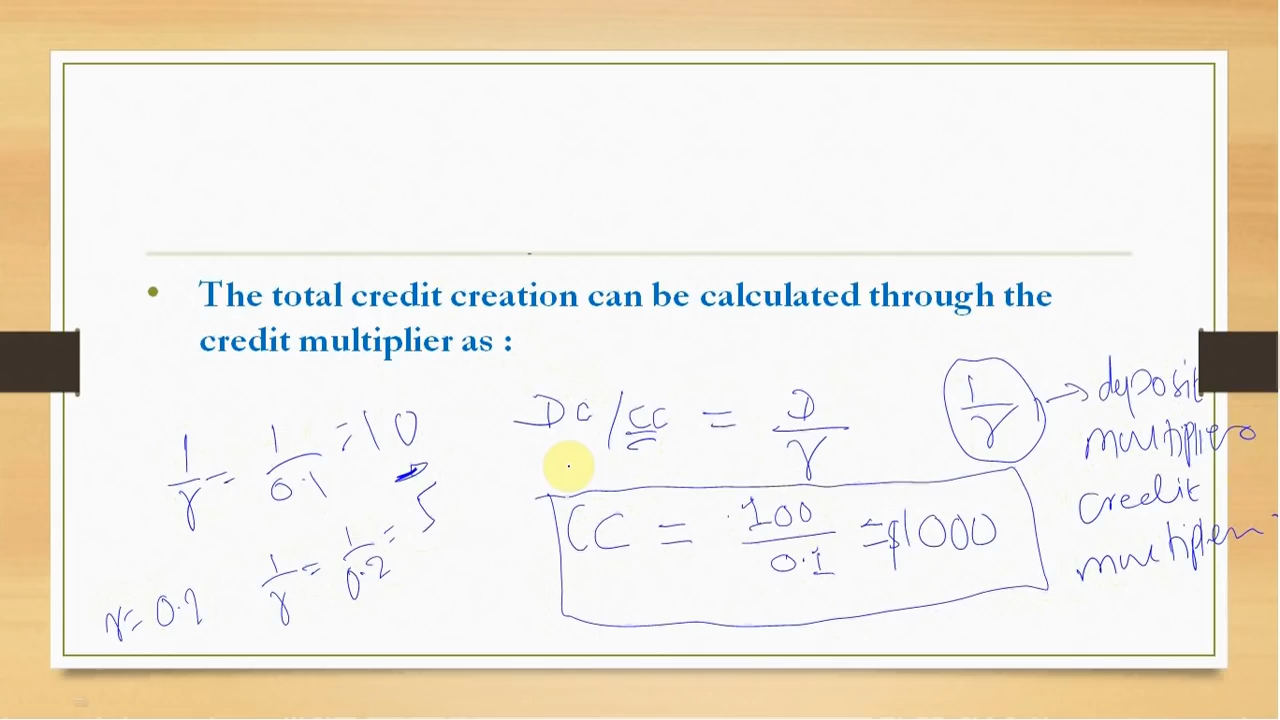 The total credit creation can be calculated through the
credit multiplier as :
1/r = 1/0.1 = 10
1/r = 1/0.2 = 5
r = 0.2
DC/CC = D/r
CC = 100/0.1 = $1000
1/r → deposit
multiplier
credit
multiplier